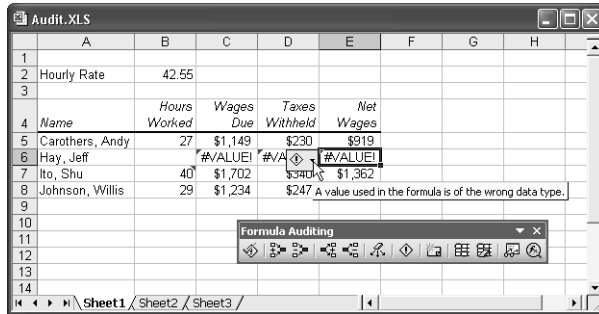 Audit.XLS
A B C D E F G H
1
2 Hourly Rate 42.55
3
Hours Wages Taxes Net
4 Name Worked Due Withheld Wages
5 Carothers, Andy 27 $1,149 $230 $919
6 Hay, Jeff #VALUE! #VA #VALUE!
7 Ito, Shu 40 $1,702 $340 $1,362
8 Johnson, Willis 29 $1,234 $247
A value used in the formula is of the wrong data type.
9
10
Formula Auditing
11
12
13
14
Sheet1 Sheet2 Sheet3